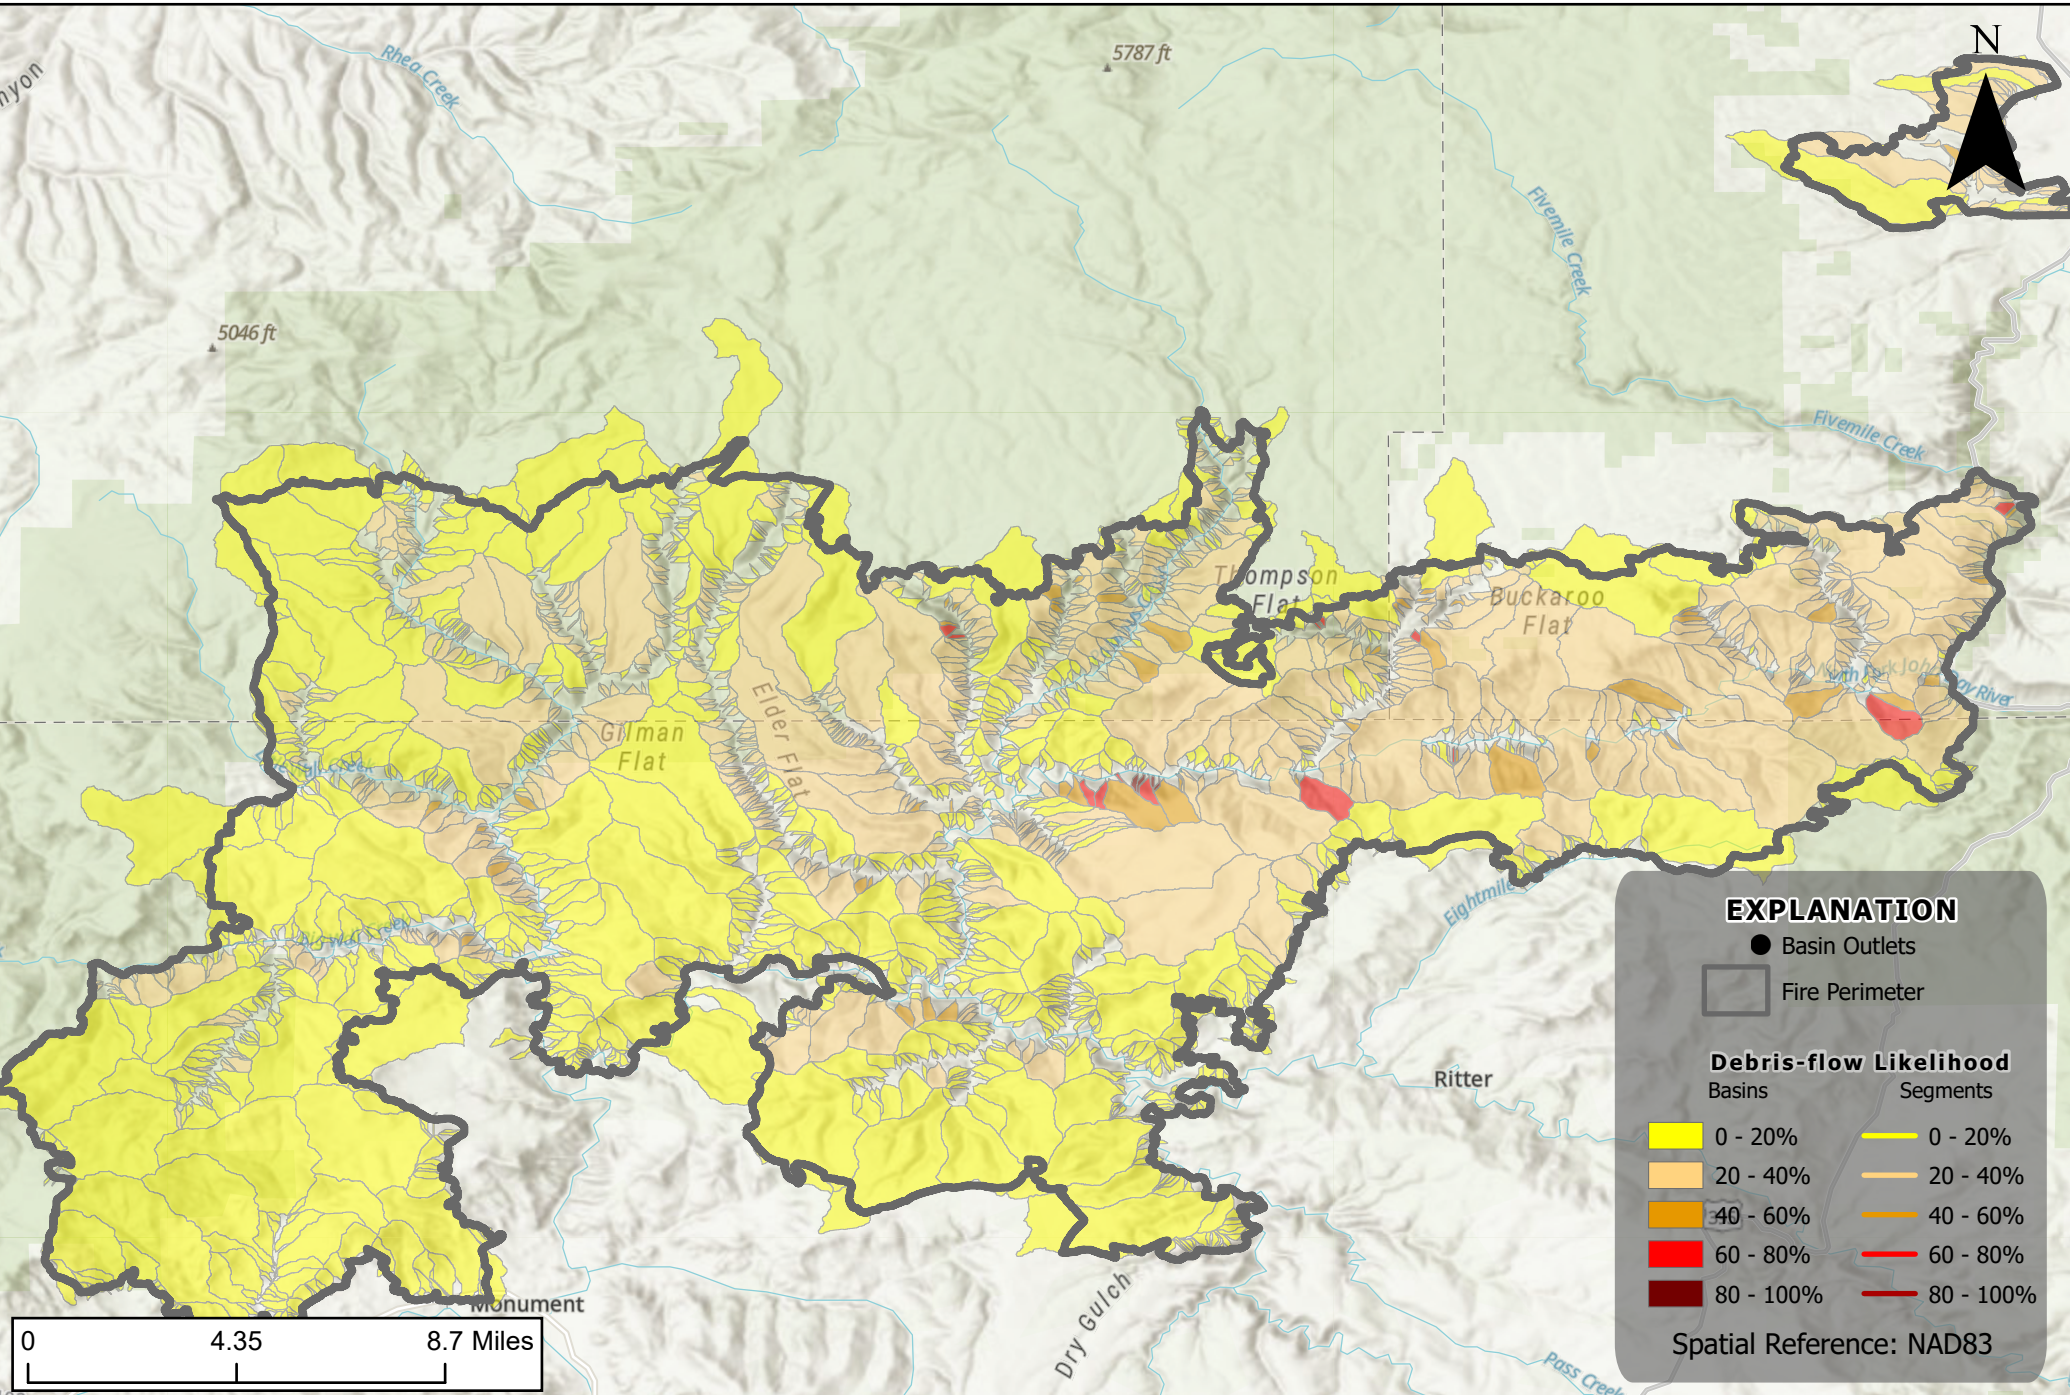 Rhea Creek
5787 ft
N
Fivemile Creek
5046 ft
Fivemile Creek
Thompson
Flat
Buckaroo
Flat
Elder Flat
Gilman
Flat
Big Wall Creek
Eightmile
Ritter
Monument
Dry Gulch
Pass Creek
EXPLANATION
Basin Outlets
Fire Perimeter
Debris-flow Likelihood
Basins Segments
0 - 20% 0 - 20%
20 - 40% 20 - 40%
40 - 60% 40 - 60%
60 - 80% 60 - 80%
80 - 100% 80 - 100%
Spatial Reference: NAD83
0 4.35 8.7 Miles